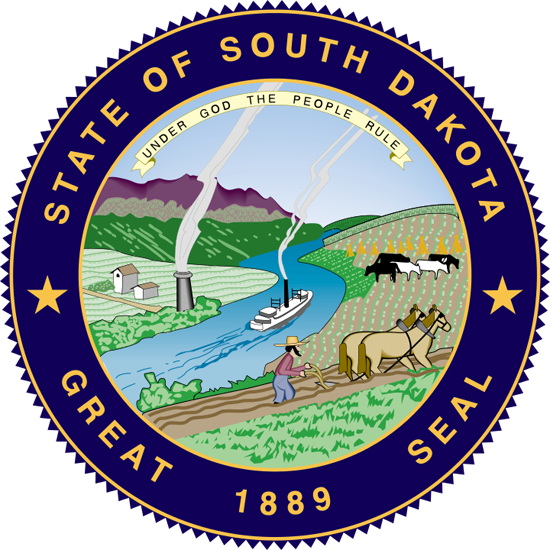 STATE OF SOUTH DAKOTA
UNDER GOD THE PEOPLE RULE
GREAT SEAL
1889